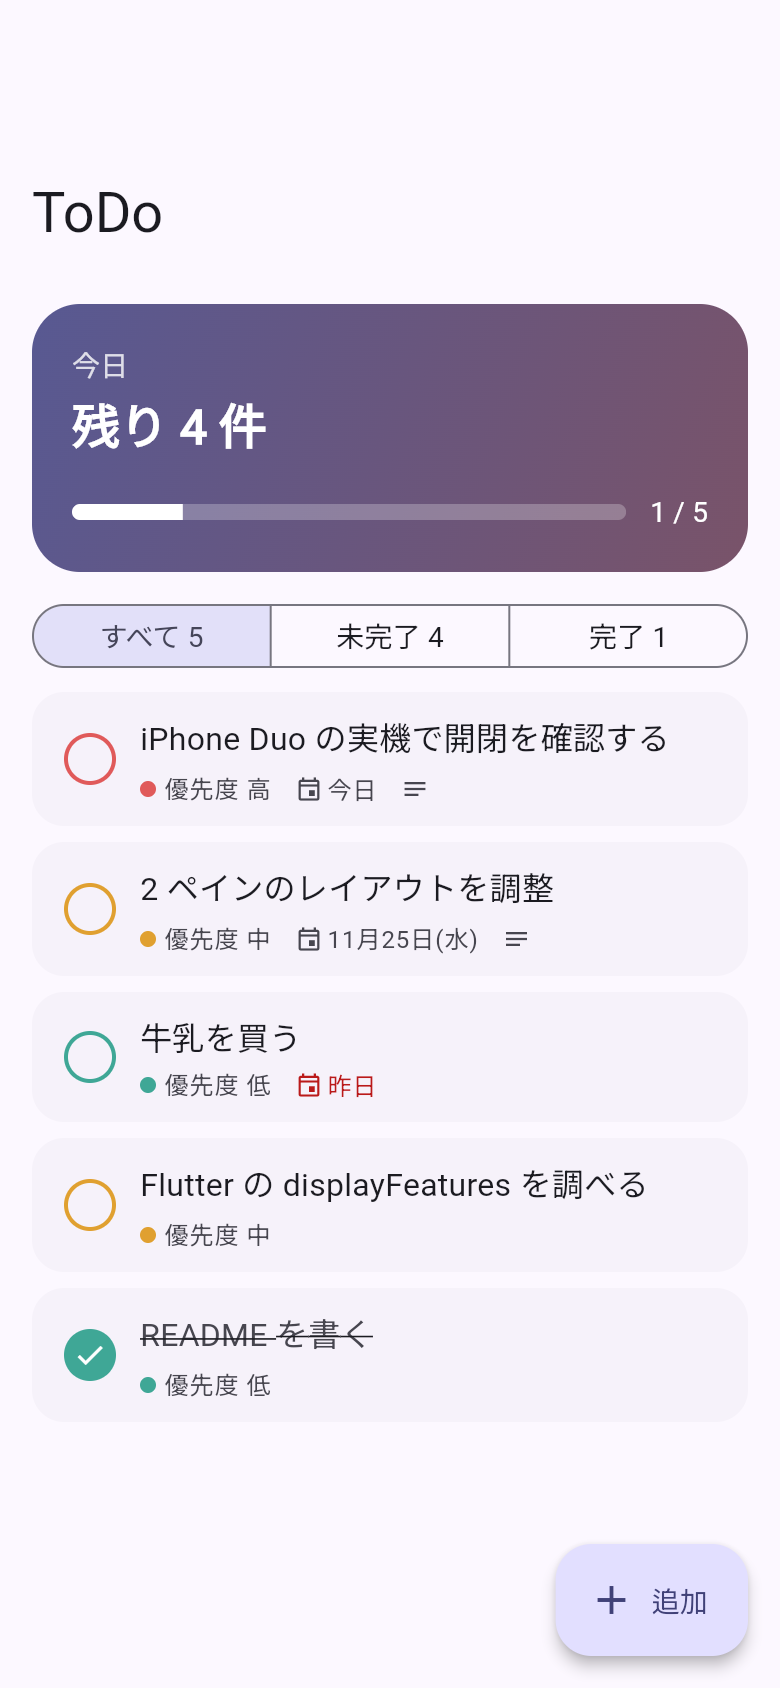 ToDo
今日
残り 4 件
1 / 5
すべて 5
未完了 4
完了 1
iPhone Duo の実機で開閉を確認する
優先度 高 今日
2 ペインのレイアウトを調整
優先度 中 11月25日(水)
牛乳を買う
優先度 低 昨日
Flutter の displayFeatures を調べる
優先度 中
README を書く
優先度 低
追加